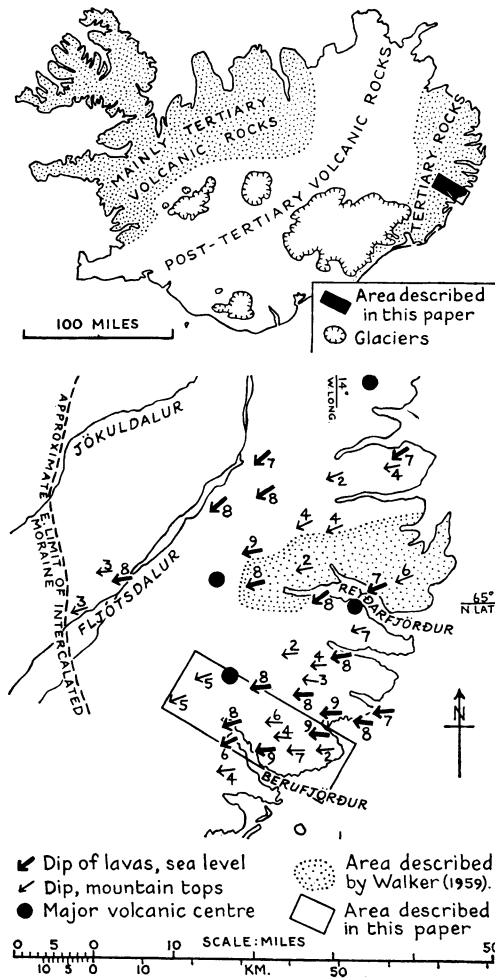 MAINLY TERTIARY
VOLCANIC ROCKS
POST-TERTIARY VOLCANIC ROCKS
TERTIARY ROCKS
100 MILES
Area described
in this paper
Glaciers
APPROXIMATE E. LIMIT OF INTERCALATED
MORAINE
JÖKULDALUR
FLJÓTSDALUR
14°
W. LONG.
7
7
4
2
8
8
4
4
9
2
6
3
8
8
7
REYÐARFJÖRÐUR
65°
N LAT
3
8
7
2
4
8
3
5
8
5
8
9
7
8
6
8
4
9
6
9
7
2
4
BERUFJÖRÐUR
N
Dip of lavas, sea level
Dip, mountain tops
Major volcanic centre
Area described
by Walker (1959).
Area described
in this paper
SCALE: MILES
10 5 0 10 50
10 5 0 10 KM. 50